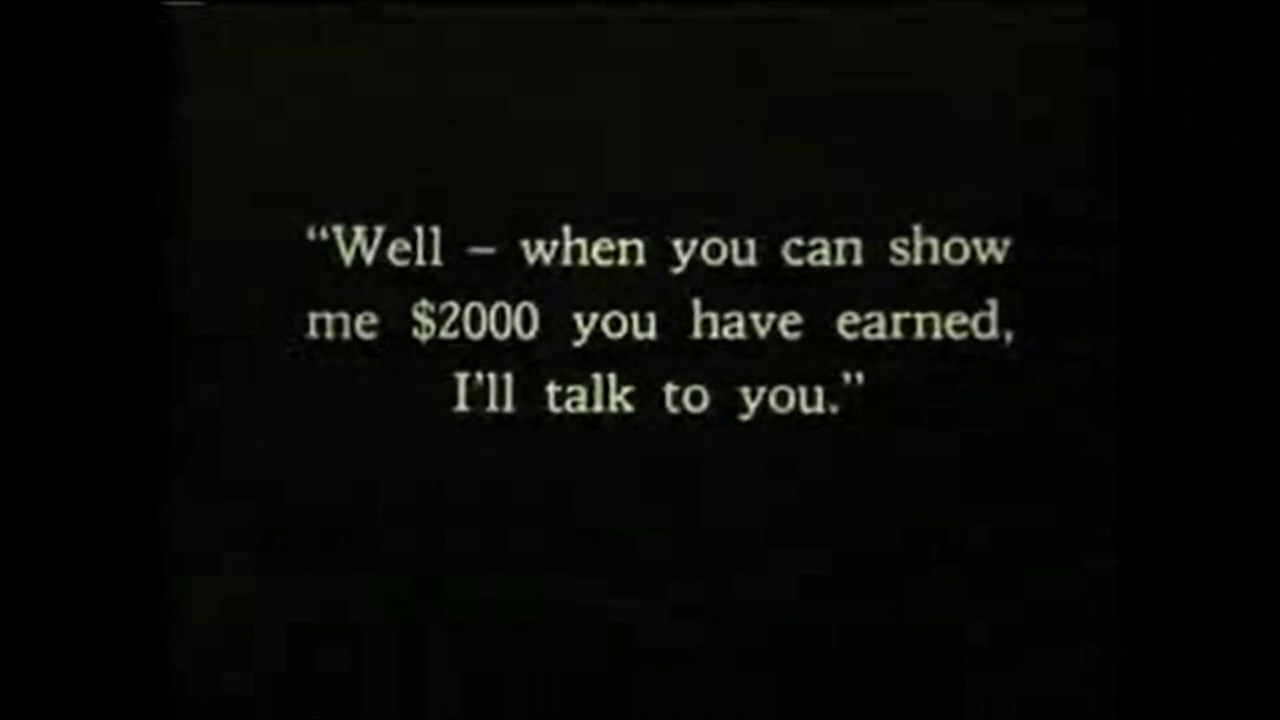 “Well – when you can show
me $2000 you have earned,
I’ll talk to you.”